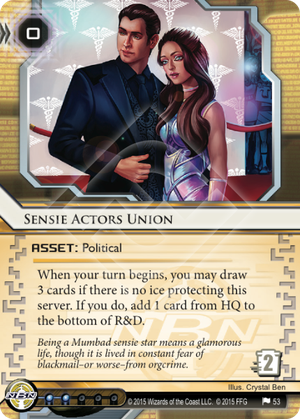 0
SENSIE ACTORS UNION
ASSET: Political
When your turn begins, you may draw
3 cards if there is no ice protecting this
server. If you do, add 1 card from HQ to
the bottom of R&D.
Being a Mumbad sensie star means a glamorous
life, though it is lived in constant fear of
blackmail–or worse–from orgcrime.
2
Illus. Crystal Ben
NBN
© 2015 Wizards of the Coast LLC. © 2015 FFG
53